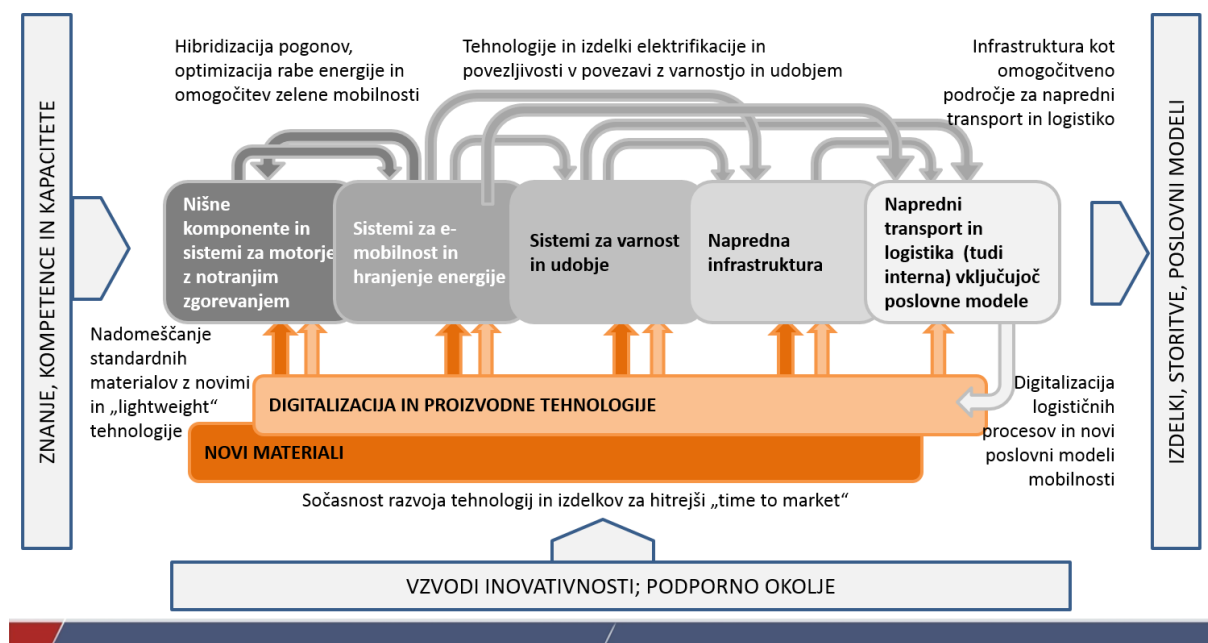 ZNANJE, KOMPETENCE IN KAPACITETE
Hibridizacija pogonov,
optimizacija rabe energije in
omogočitev zelene mobilnosti
Tehnologije in izdelki elektrifikacije in
povezljivosti v povezavi z varnostjo in udobjem
Infrastruktura kot
omogočitveno
področje za napredni
transport in logistiko
Nišne
komponente in
sistemi za motorje
z notranjim
zgorevanjem
Sistemi za e-
mobilnost in
hranjenje energije
Sistemi za varnost
in udobje
Napredna
infrastruktura
Napredni
transport in
logistika (tudi
interna) vključujoč
poslovne modele
Nadomeščanje
standardnih
materialov z novimi
in „lightweight“
tehnologije
DIGITALIZACIJA IN PROIZVODNE TEHNOLOGIJE
NOVI MATERIALI
Digitalizacija
logističnih
procesov in novi
poslovni modeli
mobilnosti
Sočasnost razvoja tehnologij in izdelkov za hitrejši „time to market“
VZVODI INOVATIVNOSTI; PODPORNO OKOLJE
IZDELKI, STORITVE, POSLOVNI MODELI